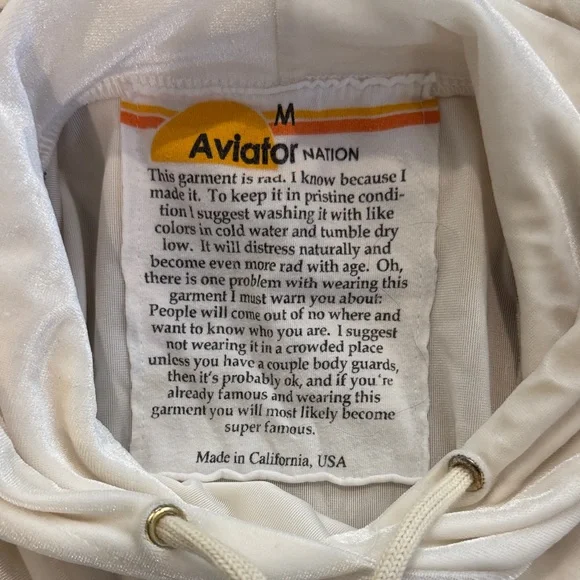 M
Aviator NATION
This garment is rad. I know because I
made it. To keep it in pristine condi-
tion I suggest washing it with like
colors in cold water and tumble dry
low. It will distress naturally and
become even more rad with age. Oh,
there is one problem with wearing this
garment I must warn you about:
People will come out of no where and
want to know who you are. I suggest
not wearing it in a crowded place
unless you have a couple body guards,
then it's probably ok, and if you're
already famous and wearing this
garment you will most likely become
super famous.
Made in California, USA